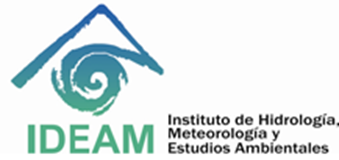 IDEAM
Instituto de Hidrología,
Meteorología y
Estudios Ambientales